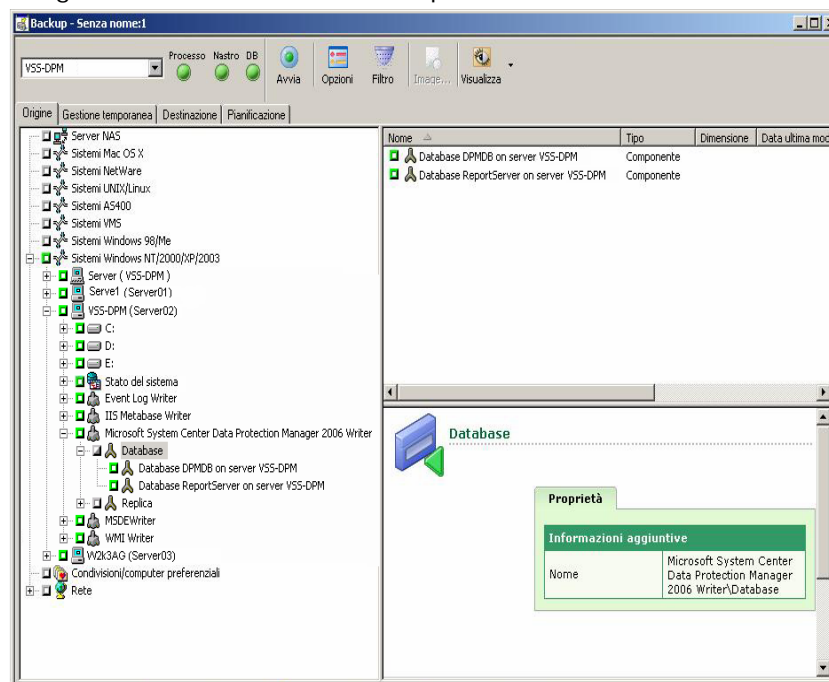 Backup - Senza nome:1
VSS-DPM
Processo Nastro DB
Avvia
Opzioni
Filtro
Image...
Visualizza
Origine
Gestione temporanea
Destinazione
Pianificazione
Server NAS
Sistemi Mac OS X
Sistemi NetWare
Sistemi UNIX/Linux
Sistemi AS400
Sistemi VMS
Sistemi Windows 98/Me
Sistemi Windows NT/2000/XP/2003
Server ( VSS-DPM )
Serve1 (Server01)
VSS-DPM (Server02)
C:
D:
E:
Stato del sistema
Event Log Writer
IIS Metabase Writer
Microsoft System Center Data Protection Manager 2006 Writer
Database
Database DPMDB on server VSS-DPM
Database ReportServer on server VSS-DPM
Replica
MSDEWriter
WMI Writer
W2k3AG (Server03)
Condivisioni/computer preferenziali
Rete
Nome Tipo Dimensione Data ultima mod
Database DPMDB on server VSS-DPM Componente
Database ReportServer on server VSS-DPM Componente
Database
Proprietà
Informazioni aggiuntive
Nome
Microsoft System Center
Data Protection Manager
2006 Writer\Database